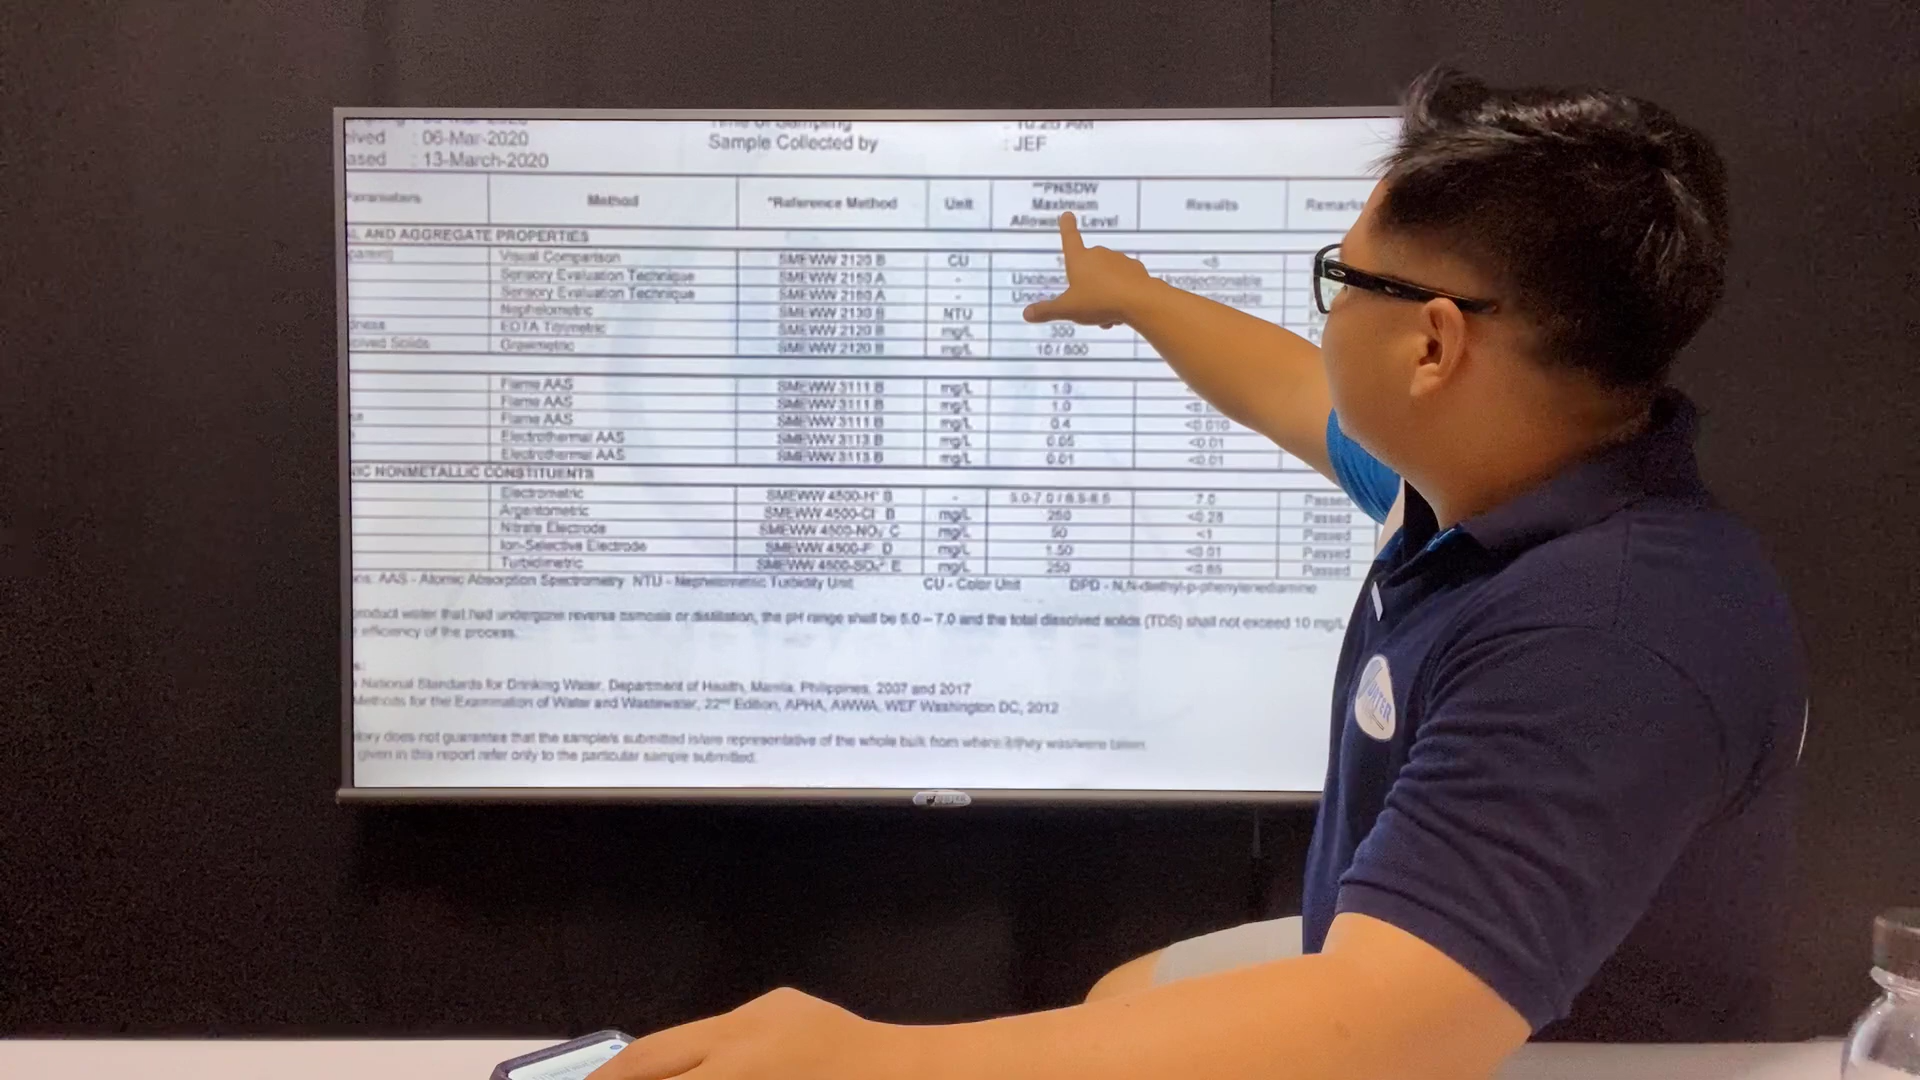 ived : 06-Mar-2020
Time of Sampling : 10:25 AM
Sample Collected by : JEF
ased : 13-March-2020
Parameters Method *Reference Method Unit **PNSDW Maximum Level Results Remarks
L AND AGGREGATE PROPERTIES
Visual Comparison SMEWW 2120 B CU <5
Sensory Evaluation Technique SMEWW 2150 A - Unobjectionable
Sensory Evaluation Technique SMEWW 2160 A -
Nephelometric SMEWW 2130 B NTU
EDTA Titrimetric SMEWW 2120 B mg/L 300
olved Solids Gravimetric SMEWW 2120 B mg/L 10 / 600
Flame AAS SMEWW 3111 B mg/L 1.0
Flame AAS SMEWW 3111 B mg/L 1.0
Flame AAS SMEWW 3111 B mg/L 0.4 <0.010
Electrothermal AAS SMEWW 3113 B mg/L 0.05 <0.01
Electrothermal AAS SMEWW 3113 B mg/L 0.01 <0.01
IC NONMETALLIC CONSTITUENTS
Electrometric SMEWW 4500-H⁺ B - 5.0-7.0 / 6.5-8.5 7.0 Passed
Argentometric SMEWW 4500-Cl⁻ B mg/L 250 <0.28 Passed
Nitrate Electrode SMEWW 4500-NO₃⁻ C mg/L 50 <1 Passed
Ion-Selective Electrode SMEWW 4500-F⁻ D mg/L 1.50 <0.01 Passed
Turbidimetric SMEWW 4500-SO₄²⁻ E mg/L 250 <0.65 Passed
ns: AAS - Atomic Absorption Spectrometry NTU - Nephelometric Turbidity Unit CU - Color Unit DPD - N,N-diethyl-p-phenylenediamine
product water that had undergone reverse osmosis or distillation, the pH range shall be 5.0 – 7.0 and the total dissolved solids (TDS) shall not exceed 10 mg/L
efficiency of the process.
s:
National Standards for Drinking Water, Department of Health, Manila, Philippines, 2007 and 2017
Methods for the Examination of Water and Wastewater, 22ⁿᵈ Edition, APHA, AWWA, WEF Washington DC, 2012
tory does not guarantee that the sample/s submitted is/are representative of the whole bulk from where it/they was/were taken
given in this report refer only to the particular sample submitted.